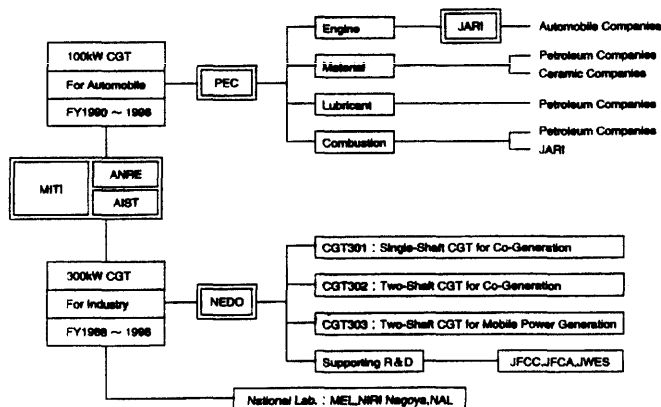 100kW CGT
For Automobile
FY1990 ～ 1996
PEC
Engine
JARI
Automobile Companies
Material
Petroleum Companies
Ceramic Companies
Lubricant
Petroleum Companies
Combustion
Petroleum Companies
JARI
MITI
ANRE
AIST
300kW CGT
For Industry
FY1988 ～ 1996
NEDO
CGT301 : Single-Shaft CGT for Co-Generation
CGT302 : Two-Shaft CGT for Co-Generation
CGT303 : Two-Shaft CGT for Mobile Power Generation
Supporting R&D
JFCC,JFCA,JWES
National Lab. : MEL,NIRI Nagoya,NAL